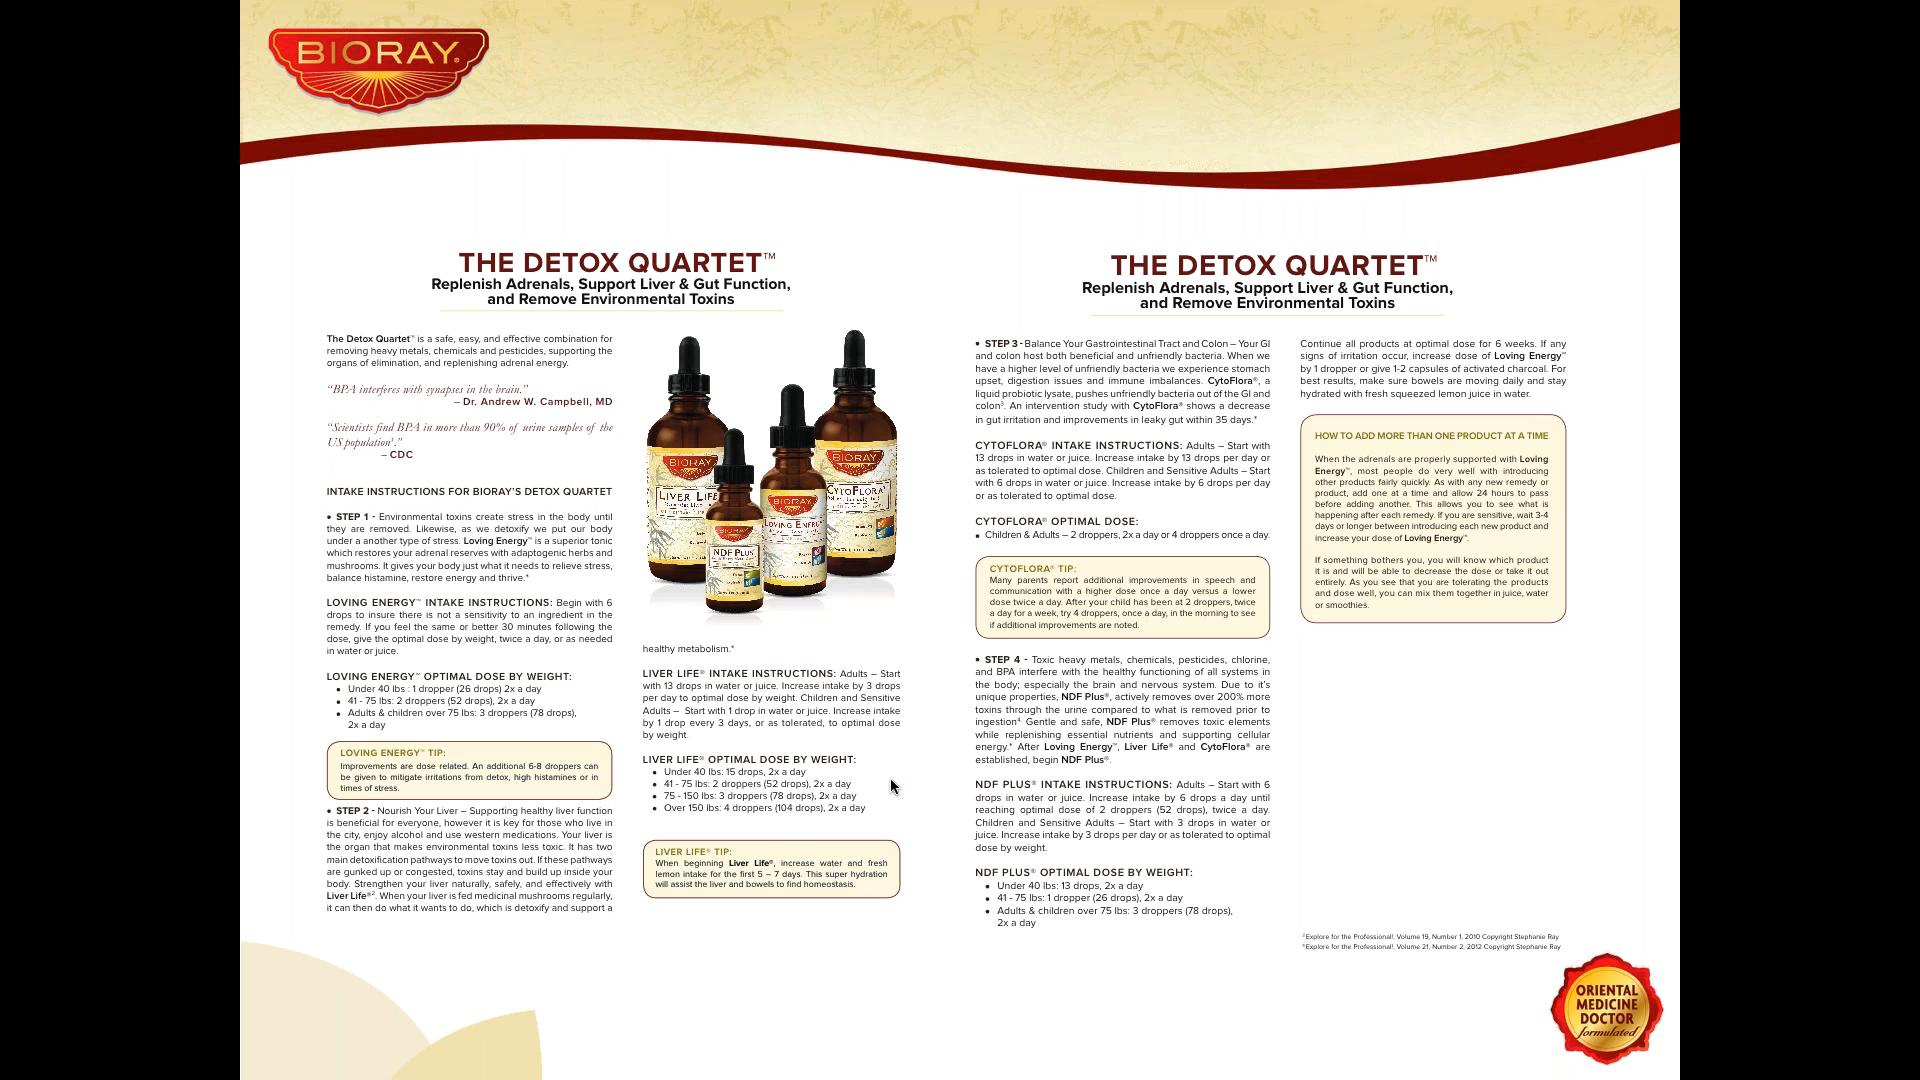 BIORAY®
THE DETOX QUARTET™
Replenish Adrenals, Support Liver & Gut Function,
and Remove Environmental Toxins
The Detox Quartet™ is a safe, easy, and effective combination for
removing heavy metals, chemicals and pesticides, supporting the
organs of elimination, and replenishing adrenal energy.
“BPA interferes with synapses in the brain.”
– Dr. Andrew W. Campbell, MD
“Scientists find BPA in more than 90% of urine samples of the
US population¹.”
– CDC
INTAKE INSTRUCTIONS FOR BIORAY’S DETOX QUARTET
• STEP 1 - Environmental toxins create stress in the body until
they are removed. Likewise, as we detoxify we put our body
under a another type of stress. Loving Energy™ is a superior tonic
which restores your adrenal reserves with adaptogenic herbs and
mushrooms. It gives your body just what it needs to relieve stress,
balance histamine, restore energy and thrive.*
LOVING ENERGY™ INTAKE INSTRUCTIONS: Begin with 6
drops to insure there is not a sensitivity to an ingredient in the
remedy. If you feel the same or better 30 minutes following the
dose, give the optimal dose by weight, twice a day, or as needed
in water or juice.
LOVING ENERGY™ OPTIMAL DOSE BY WEIGHT:
• Under 40 lbs : 1 dropper (26 drops) 2x a day
• 41 - 75 lbs: 2 droppers (52 drops), 2x a day
• Adults & children over 75 lbs: 3 droppers (78 drops),
2x a day
LOVING ENERGY™ TIP:
Improvements are dose related. An additional 6-8 droppers can
be given to mitigate irritations from detox, high histamines or in
times of stress.
• STEP 2 - Nourish Your Liver – Supporting healthy liver function
is beneficial for everyone, however it is key for those who live in
the city, enjoy alcohol and use western medications. Your liver is
the organ that makes environmental toxins less toxic. It has two
main detoxification pathways to move toxins out. If these pathways
are gunked up or congested, toxins stay and build up inside your
body. Strengthen your liver naturally, safely, and effectively with
Liver Life®². When your liver is fed medicinal mushrooms regularly,
it can then do what it wants to do, which is detoxify and support a
BIORAY
LIVER LIFE
BIORAY
NDF PLUS
BIORAY
LOVING ENERGY
BIORAY
CYTOFLORA
healthy metabolism.*
LIVER LIFE® INTAKE INSTRUCTIONS: Adults – Start
with 13 drops in water or juice. Increase intake by 3 drops
per day to optimal dose by weight. Children and Sensitive
Adults – Start with 1 drop in water or juice. Increase intake
by 1 drop every 3 days, or as tolerated, to optimal dose
by weight.
LIVER LIFE® OPTIMAL DOSE BY WEIGHT:
• Under 40 lbs: 15 drops, 2x a day
• 41 - 75 lbs: 2 droppers (52 drops), 2x a day
• 75 - 150 lbs: 3 droppers (78 drops), 2x a day
• Over 150 lbs: 4 droppers (104 drops), 2x a day
LIVER LIFE® TIP:
When beginning Liver Life®, increase water and fresh
lemon intake for the first 5 – 7 days. This super hydration
will assist the liver and bowels to find homeostasis.
THE DETOX QUARTET™
Replenish Adrenals, Support Liver & Gut Function,
and Remove Environmental Toxins
• STEP 3 - Balance Your Gastrointestinal Tract and Colon – Your GI
and colon host both beneficial and unfriendly bacteria. When we
have a higher level of unfriendly bacteria we experience stomach
upset, digestion issues and immune imbalances. CytoFlora®, a
liquid probiotic lysate, pushes unfriendly bacteria out of the GI and
colon³. An intervention study with CytoFlora® shows a decrease
in gut irritation and improvements in leaky gut within 35 days.*
CYTOFLORA® INTAKE INSTRUCTIONS: Adults – Start with
13 drops in water or juice. Increase intake by 13 drops per day or
as tolerated to optimal dose. Children and Sensitive Adults – Start
with 6 drops in water or juice. Increase intake by 6 drops per day
or as tolerated to optimal dose.
CYTOFLORA® OPTIMAL DOSE:
• Children & Adults – 2 droppers, 2x a day or 4 droppers once a day.
CYTOFLORA® TIP:
Many parents report additional improvements in speech and
communication with a higher dose once a day versus a lower
dose twice a day. After your child has been at 2 droppers, twice
a day for a week, try 4 droppers, once a day, in the morning to see
if additional improvements are noted.
• STEP 4 - Toxic heavy metals, chemicals, pesticides, chlorine,
and BPA interfere with the healthy functioning of all systems in
the body; especially the brain and nervous system. Due to it’s
unique properties, NDF Plus®, actively removes over 200% more
toxins through the urine compared to what is removed prior to
ingestion⁴. Gentle and safe, NDF Plus® removes toxic elements
while replenishing essential nutrients and supporting cellular
energy.* After Loving Energy™, Liver Life® and CytoFlora® are
established, begin NDF Plus®.
NDF PLUS® INTAKE INSTRUCTIONS: Adults – Start with 6
drops in water or juice. Increase intake by 6 drops a day until
reaching optimal dose of 2 droppers (52 drops), twice a day.
Children and Sensitive Adults – Start with 3 drops in water or
juice. Increase intake by 3 drops per day or as tolerated to optimal
dose by weight.
NDF PLUS® OPTIMAL DOSE BY WEIGHT:
• Under 40 lbs: 13 drops, 2x a day
• 41 - 75 lbs: 1 dropper (26 drops), 2x a day
• Adults & children over 75 lbs: 3 droppers (78 drops),
2x a day
Continue all products at optimal dose for 6 weeks. If any
signs of irritation occur, increase dose of Loving Energy™
by 1 dropper or give 1-2 capsules of activated charcoal. For
best results, make sure bowels are moving daily and stay
hydrated with fresh squeezed lemon juice in water.
HOW TO ADD MORE THAN ONE PRODUCT AT A TIME
When the adrenals are properly supported with Loving
Energy™, most people do very well with introducing
other products fairly quickly. As with any new remedy or
product, add one at a time and allow 24 hours to pass
before adding another. This allows you to see what is
happening after each remedy. If you are sensitive, wait 3-4
days or longer between introducing each new product and
increase your dose of Loving Energy™.
If something bothers you, you will know which product
it is and will be able to decrease the dose or take it out
entirely. As you see that you are tolerating the products
and dose well, you can mix them together in juice, water
or smoothies.
Explore for the Professional!, Volume 19, Number 1, 2010 Copyright Stephanie Ray
Explore for the Professional!, Volume 21, Number 2, 2012 Copyright Stephanie Ray
ORIENTAL
MEDICINE
DOCTOR
formulated